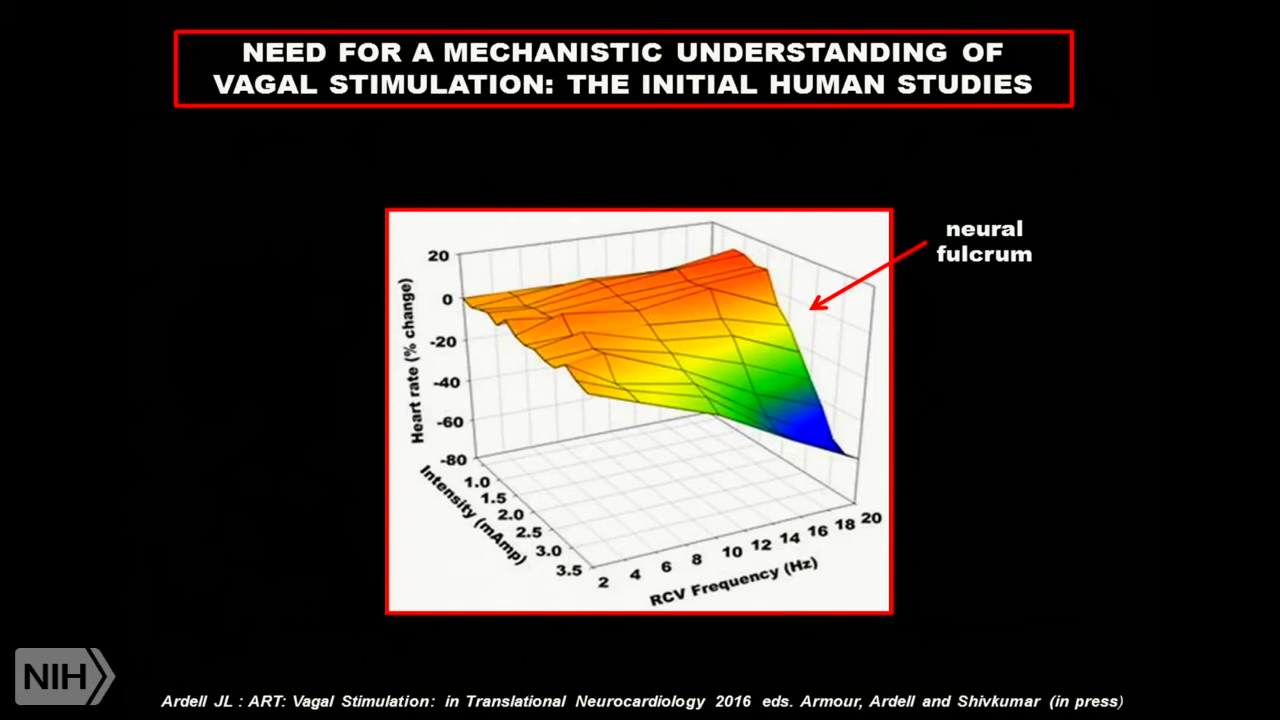 NEED FOR A MECHANISTIC UNDERSTANDING OF
VAGAL STIMULATION: THE INITIAL HUMAN STUDIES
neural
fulcrum
20
0
-20
-40
-60
-80
Heart rate (% change)
1.0
1.5
2.0
2.5
3.0
3.5
Intensity (mAmp)
2 4 6 8 10 12 14 16 18 20
RCV Frequency (Hz)
NIH
Ardell JL : ART: Vagal Stimulation: in Translational Neurocardiology 2016 eds. Armour, Ardell and Shivkumar (in press)